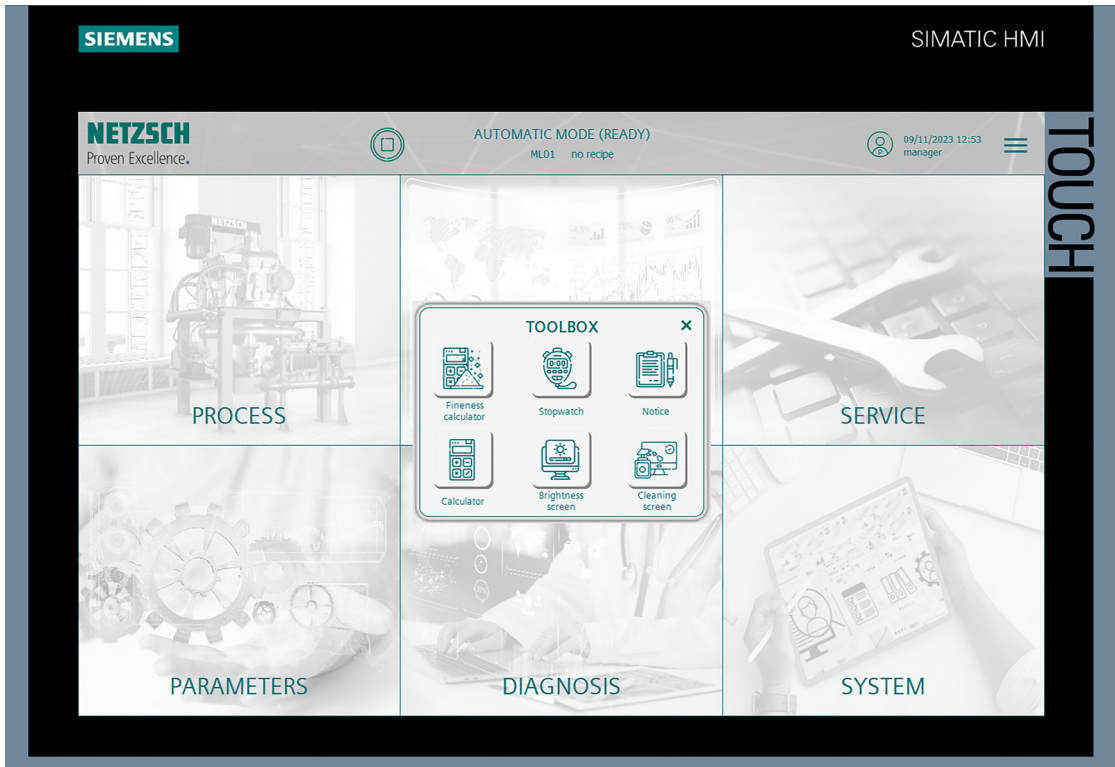 SIEMENS
SIMATIC HMI
TOUCH
NETZSCH
Proven Excellence.
AUTOMATIC MODE (READY)
ML01 no recipe
P
09/11/2023 12:53
manager
NETZSCH
TOOLBOX
Fineness
calculator
Stopwatch
Notice
Calculator
Brightness
screen
Cleaning
screen
PROCESS
SERVICE
PARAMETERS
DIAGNOSIS
SYSTEM